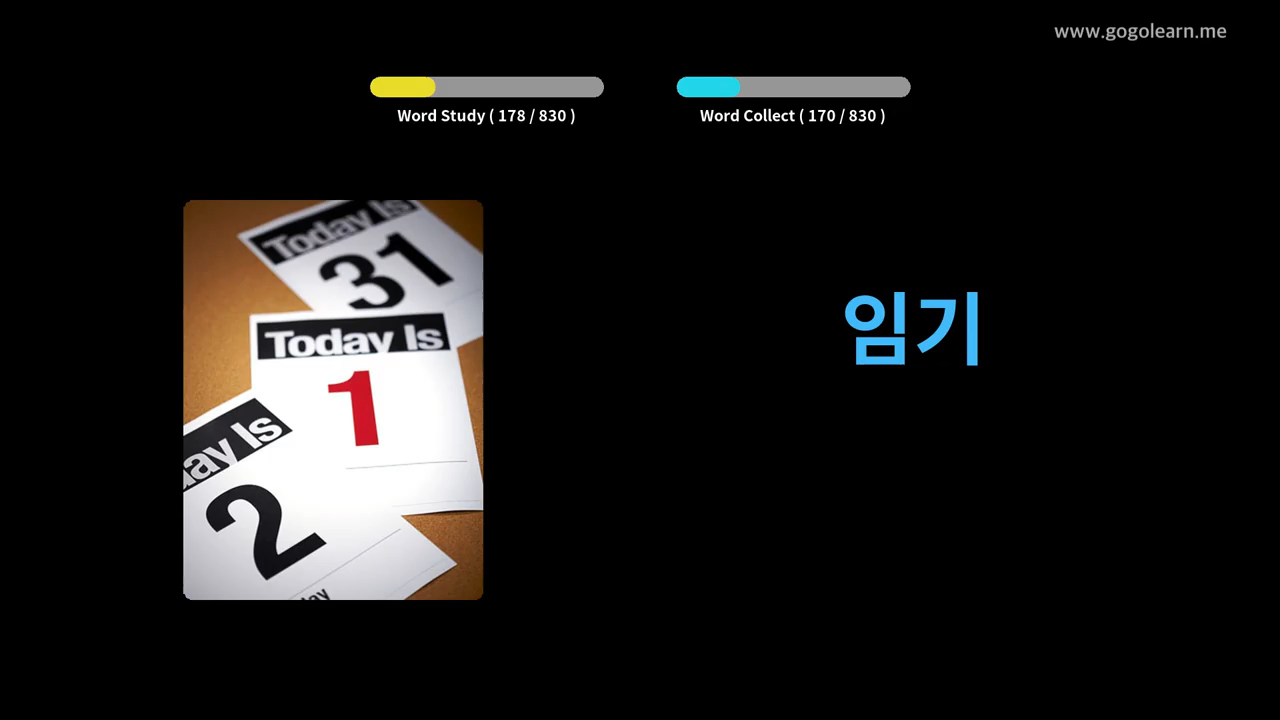 www.gogolearn.me
Word Study ( 178 / 830 )
Word Collect ( 170 / 830 )
Today Is
31
Today Is
1
ay Is
2
ay
임기